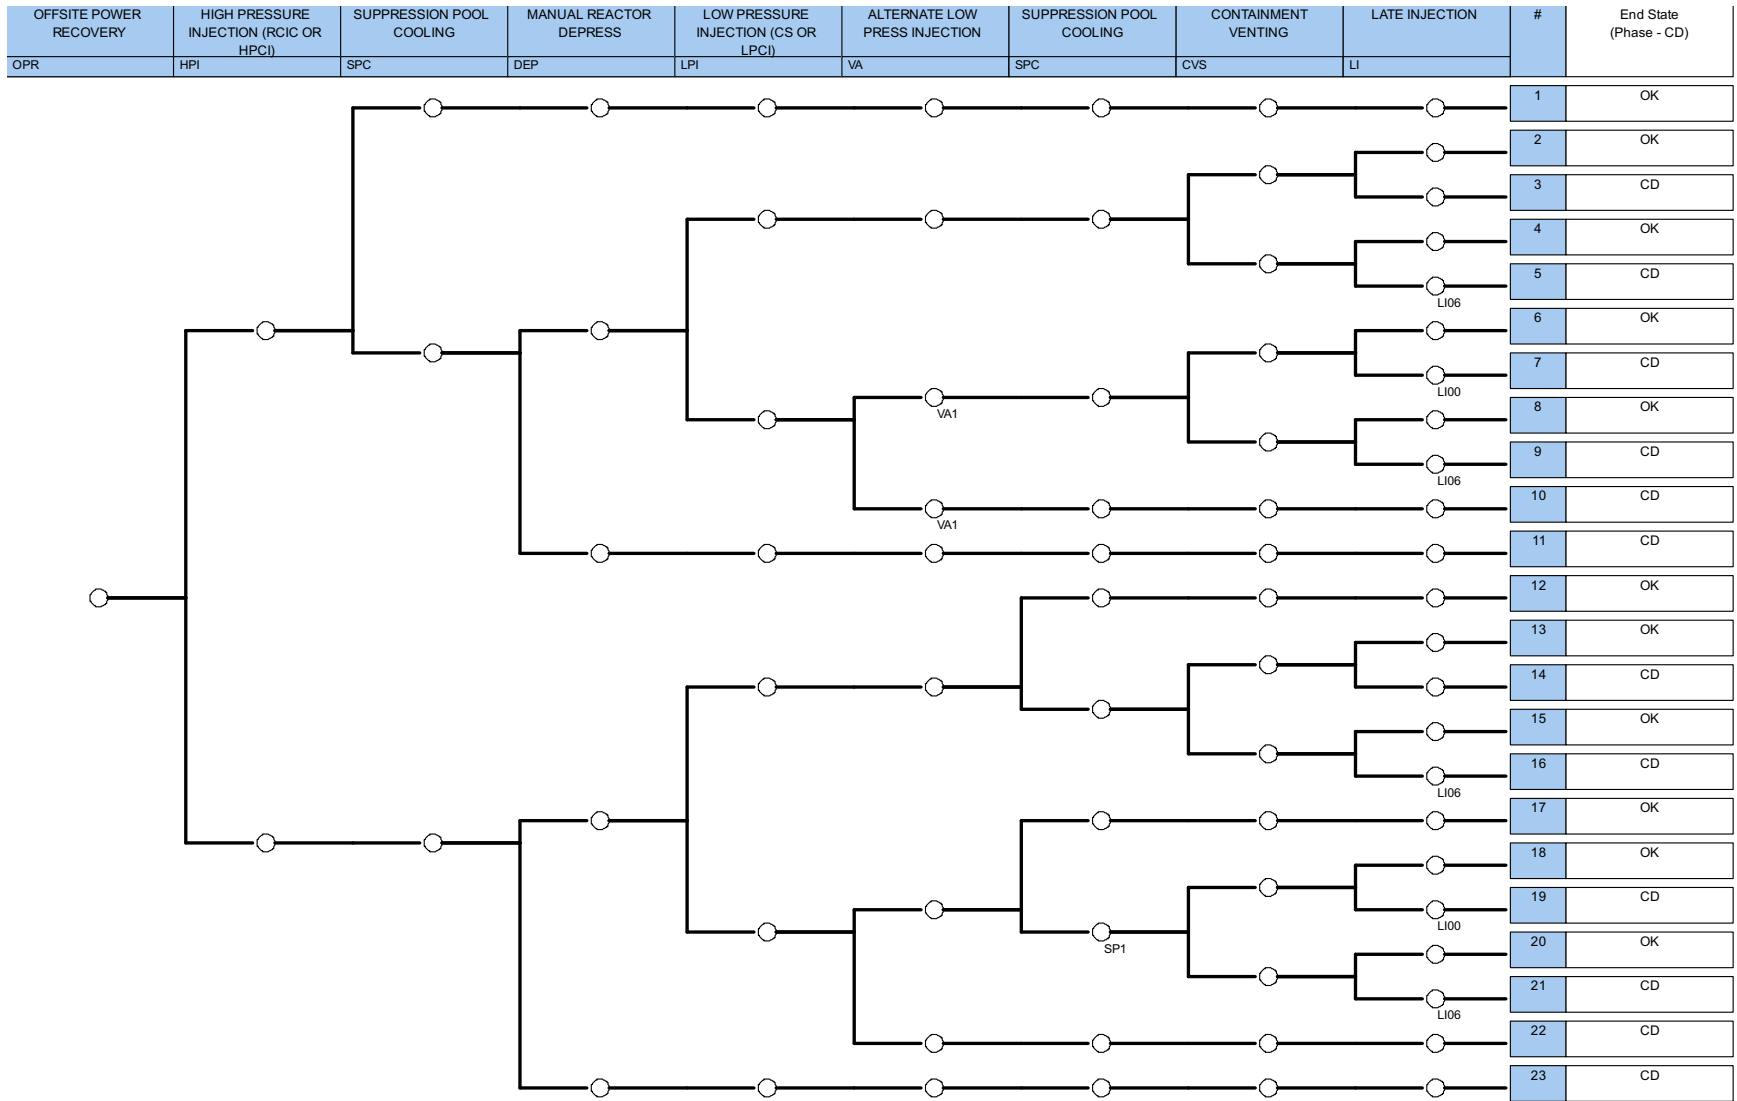 OFFSITE POWER
RECOVERY
HIGH PRESSURE
INJECTION (RCIC OR
HPCI)
SUPPRESSION POOL
COOLING
MANUAL REACTOR
DEPRESS
LOW PRESSURE
INJECTION (CS OR
LPCI)
ALTERNATE LOW
PRESS INJECTION
SUPPRESSION POOL
COOLING
CONTAINMENT
VENTING
LATE INJECTION
#
End State
(Phase - CD)
OPR
HPI
SPC
DEP
LPI
VA
SPC
CVS
LI
1 OK
2 OK
3 CD
4 OK
5 CD
LI06
6 OK
7 CD
LI00
8 OK
VA1
9 CD
LI06
10 CD
VA1
11 CD
12 OK
13 OK
14 CD
15 OK
16 CD
LI06
17 OK
18 OK
19 CD
LI00
20 OK
SP1
21 CD
LI06
22 CD
23 CD